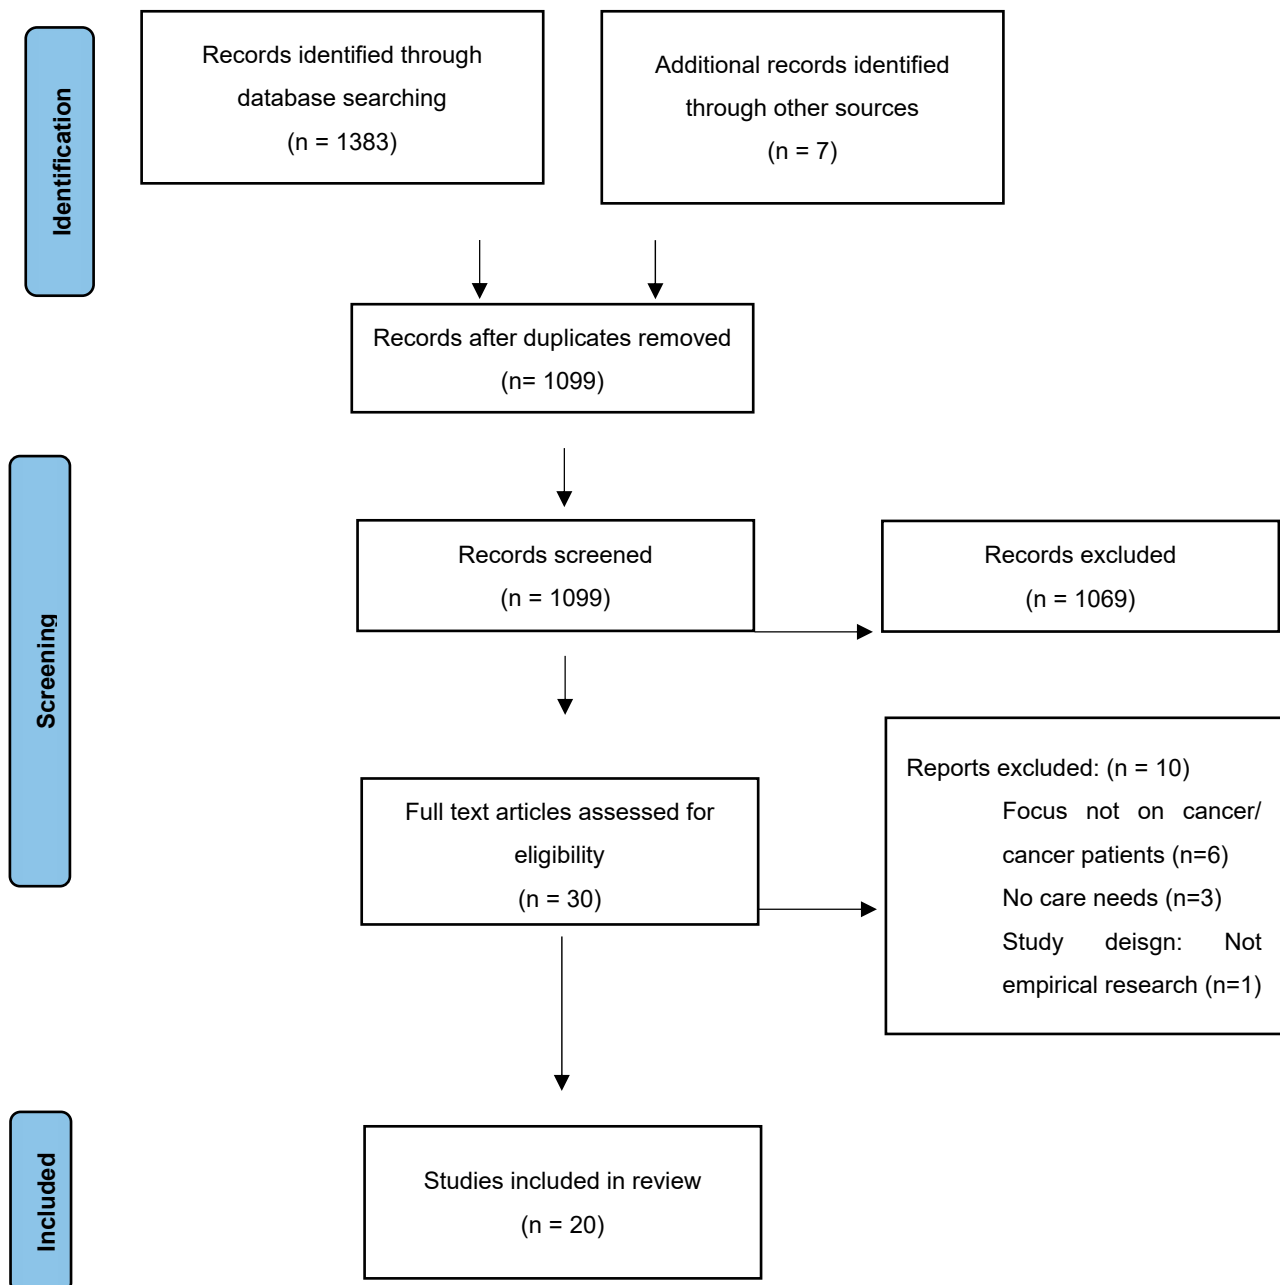 Identification
Records identified through
database searching
(n = 1383)
Additional records identified
through other sources
(n = 7)
Records after duplicates removed
(n= 1099)
Screening
Records screened
(n = 1099)
Records excluded
(n = 1069)
Full text articles assessed for
eligibility
(n = 30)
Reports excluded: (n = 10)
Focus not on cancer/
cancer patients (n=6)
No care needs (n=3)
Study deisgn: Not
empirical research (n=1)
Included
Studies included in review
(n = 20)